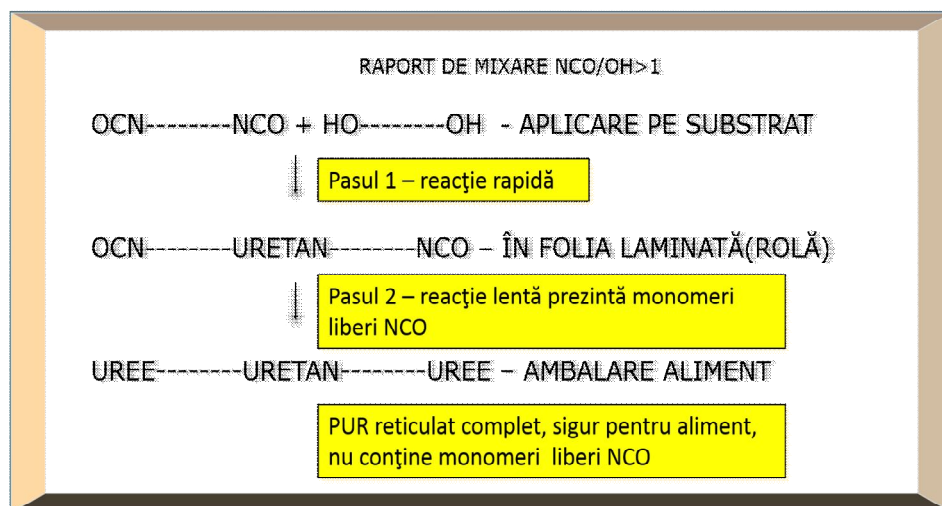 RAPORT DE MIXARE NCO/OH>1
OCN--------NCO + HO--------OH - APLICARE PE SUBSTRAT
Pasul 1 – reacţie rapidă
OCN--------URETAN--------NCO – ÎN FOLIA LAMINATĂ(ROLĂ)
Pasul 2 – reacţie lentă prezintă monomeri
liberi NCO
UREE--------URETAN--------UREE – AMBALARE ALIMENT
PUR reticulat complet, sigur pentru aliment,
nu conţine monomeri liberi NCO